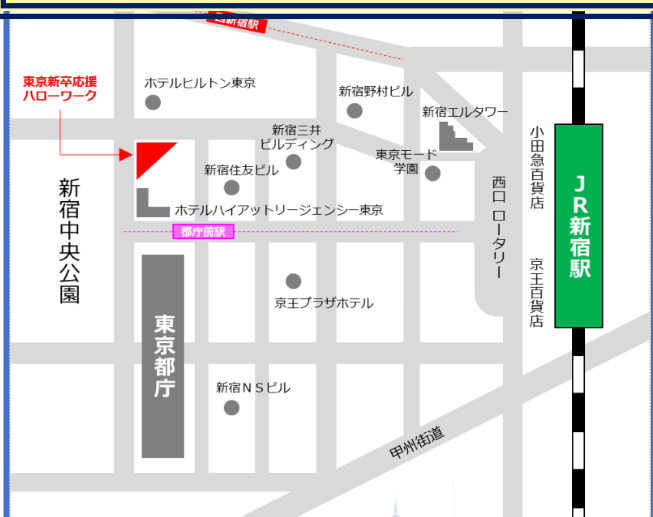 西新宿駅
東京新卒応援
ハローワーク
ホテルヒルトン東京
新宿野村ビル
新宿エルタワー
新宿三井
ビルディング
東京モード
学園
小田急百貨店
新宿住友ビル
新宿中央公園
ホテルハイアットリージェンシー東京
西口 ロータリー
JR新宿駅
都庁前駅
京王百貨店
京王プラザホテル
東京都庁
新宿NSビル
甲州街道